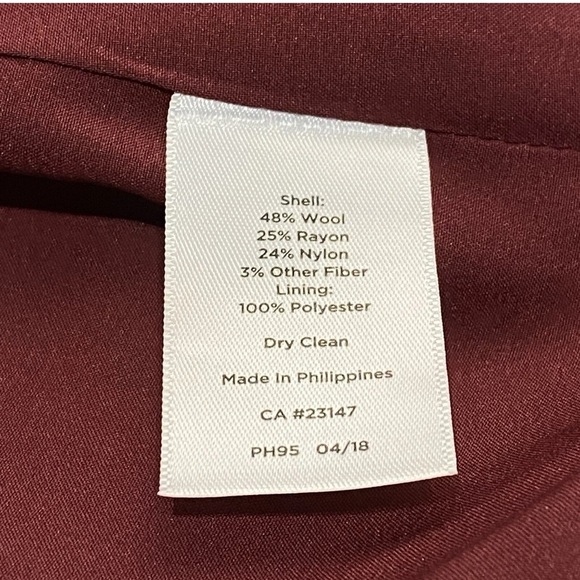 Shell:
48% Wool
25% Rayon
24% Nylon
3% Other Fiber
Lining:
100% Polyester
Dry Clean
Made In Philippines
CA #23147
PH95 04/18